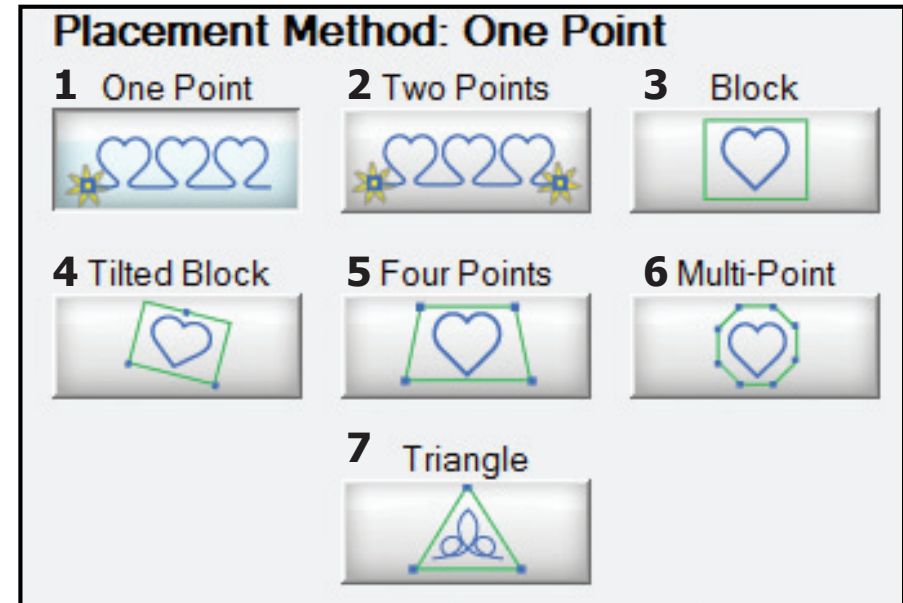 Placement Method: One Point
1 One Point 2 Two Points 3 Block
4 Tilted Block 5 Four Points 6 Multi-Point
7 Triangle